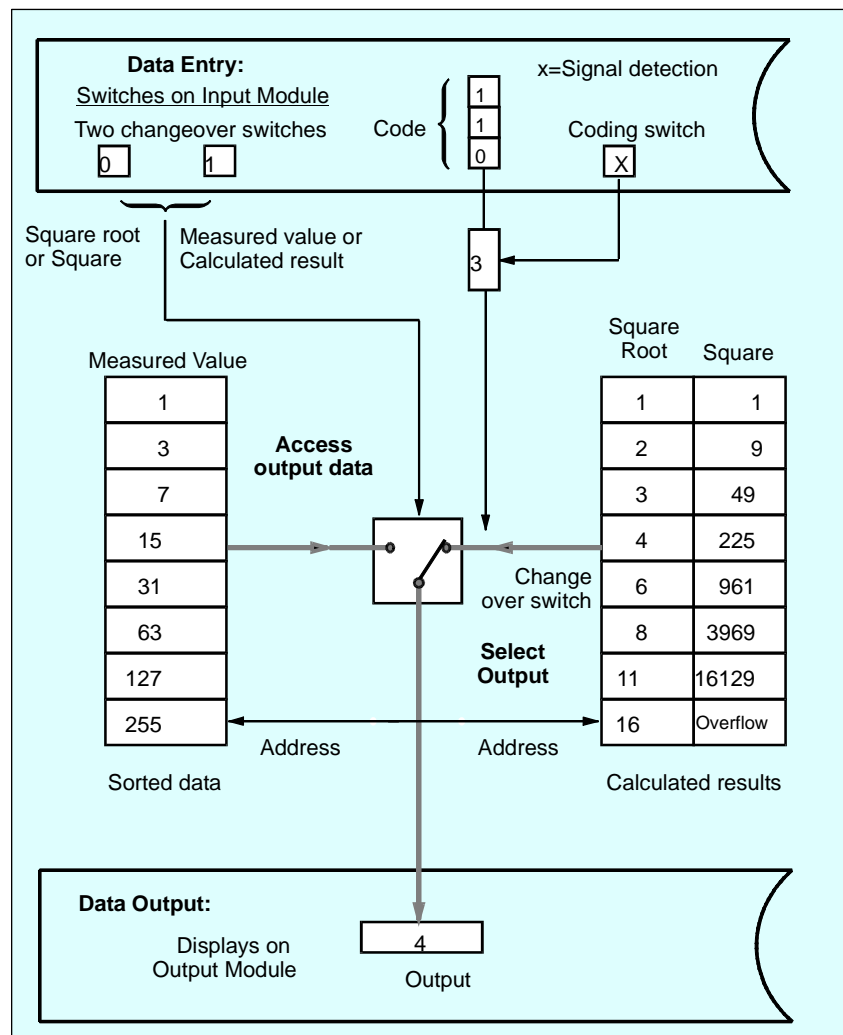 Data Entry:
x=Signal detection
Switches on Input Module
Two changeover switches
Code
Coding switch
0
1
1
1
0
X
Square root
or Square
Measured value or
Calculated result
3
Measured Value
Square
Root
Square
1
3
7
15
31
63
127
255
Access
output data
Change
over switch
Select
Output
1 1
2 9
3 49
4 225
6 961
8 3969
11 16129
16 Overflow
Address
Address
Sorted data
Calculated results
Data Output:
Displays on
Output Module
4
Output